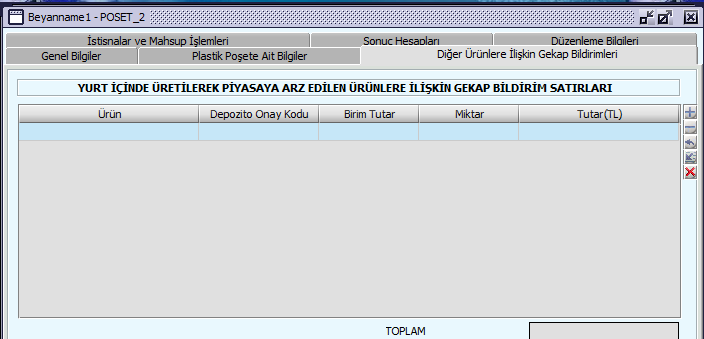 Beyanname1 - POSET_2
İstisnalar ve Mahsup İşlemleri Sonuc Hesapları Düzenleme Bilgileri
Genel Bilgiler Plastik Poşete Ait Bilgiler Diğer Ürünlere İlişkin Gekap Bildirimleri
YURT İÇİNDE ÜRETİLEREK PİYASAYA ARZ EDİLEN ÜRÜNLERE İLİŞKİN GEKAP BİLDİRİM SATIRLARI
Ürün Depozito Onay Kodu Birim Tutar Miktar Tutar(TL)
TOPLAM